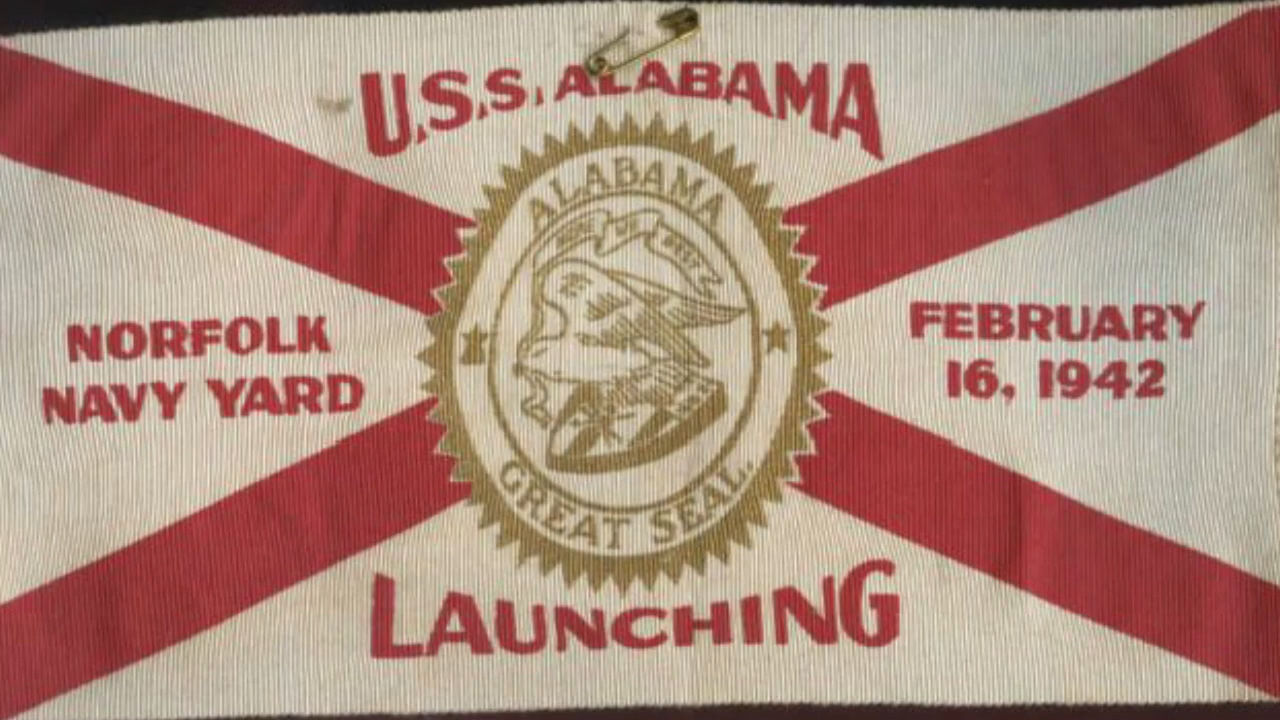 U.S.S. ALABAMA
ALABAMA
NORFOLK
NAVY YARD
FEBRUARY
16, 1942
GREAT SEAL.
LAUNCHING